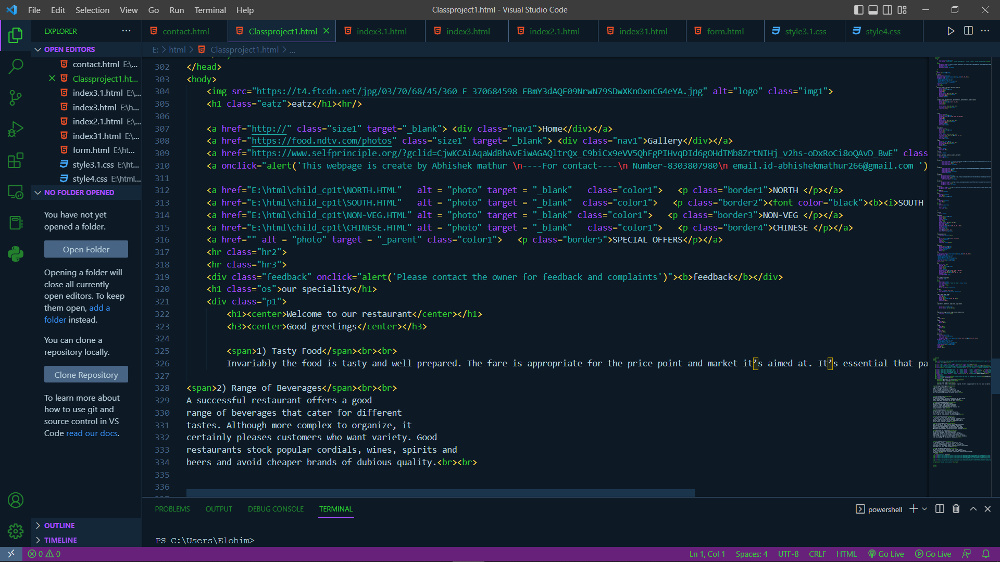 File Edit Selection View Go Run Terminal Help
Classproject1.html - Visual Studio Code
EXPLORER
contact.html
Classproject1.html
index3.1.html
index3.html
index2.1.html
index31.html
form.html
style3.1.css
style4.css
E: > html > Classproject1.html > ...
OPEN EDITORS
contact.html E:\...
Classproject1.ht...
index3.1.html E:\...
index3.html E:\h...
index2.1.html E:\...
index31.html E:\...
form.html E:\ht...
style3.1.css E:\ht...
style4.css E:\html...
NO FOLDER OPENED
You have not yet
opened a folder.
Open Folder
Opening a folder will
close all currently
open editors. To keep
them open, add a
folder instead.
You can clone a
repository locally.
Clone Repository
To learn more about
how to use git and
source control in VS
Code read our docs.
OUTLINE
TIMELINE
302 </head>
303 <body>
304 <img src="https://t4.ftcdn.net/jpg/03/70/68/45/360_F_370684598_FBmY3dAQF09NrwN79SDwXKnOxnCG4eYA.jpg" alt="logo" class="img1">
305 <h1 class="eatz">eatz</h1><hr/>
306
307 <a href="http://" class="size1" target="_blank"> <div class="nav1">Home</div></a>
308 <a href="https://food.ndtv.com/photos" class="size1" target="_blank"> <div class="nav1">Gallery</div></a>
309 <a href="https://www.selfprinciple.org/?gclid=CjwKCAiAqaWdBhAvEiwAGAQltrQx_C9biCx9eVV5QhFgPIHvqDId6gOHdTMb8ZrtNIHj_v2hs-oDxRoCi8oQAvD_BwE" class
310 <a onclick="alert('This webpage is create by Abhishek mathur \n----For contact----\n Number-8303807980\n email.id-abhishekmathur266@gmail.com ')
311
312 <a href="E:\html\child_cp1t\NORTH.HTML"   alt = "photo" target = "_blank"   class="color1">   <p class="border1">NORTH </p></a>
313 <a href="E:\html\child_cp1t\SOUTH.HTML"   alt = "photo" target = "_blank"   class="color1">   <p class="border2"><font color="black"><b><i>SOUTH
314 <a href="E:\html\child_cp1t\NON-VEG.HTML" alt = "photo" target = "_blank" class="color1">   <p class="border3">NON-VEG </p></a>
315 <a href="E:\html\child_cp1t\CHINESE.HTML" alt = "photo" target = "_blank"   class="color1">   <p class="border4">CHINESE </p></a>
316 <a href="" alt = "photo" target = "_parent" class="color1">   <p class="border5">SPECIAL OFFERS</p></a>
317 <hr class="hr2">
318 <hr class="hr3">
319 <div class="feedback" onclick="alert('Please contact the owner for feedback and complaints')"><b>feedback</b></div>
320 <h1 class="os">our speciality</h1>
321 <div class="p1">
322 <h1><center>Welcome to our restaurant</center></h1>
323 <h3><center>Good greetings</center></h3>
324
325 <span>1) Tasty Food</span><br><br>
326 Invariably the food is tasty and well prepared. The fare is appropriate for the price point and market it’s aimed at. It’s essential that pa
327
328 <span>2) Range of Beverages</span><br><br>
329 A successful restaurant offers a good
330 range of beverages that cater for different
331 tastes. Although more complex to organize, it
332 certainly pleases customers who want variety. Good
333 restaurants stock popular cordials, wines, spirits and
334 beers and avoid cheaper brands of dubious quality.<br><br>
335
336
PROBLEMS OUTPUT DEBUG CONSOLE TERMINAL
powershell
PS C:\Users\Elohim>
0 0
Ln 1, Col 1 Spaces: 4 UTF-8 CRLF HTML Go Live Go Live